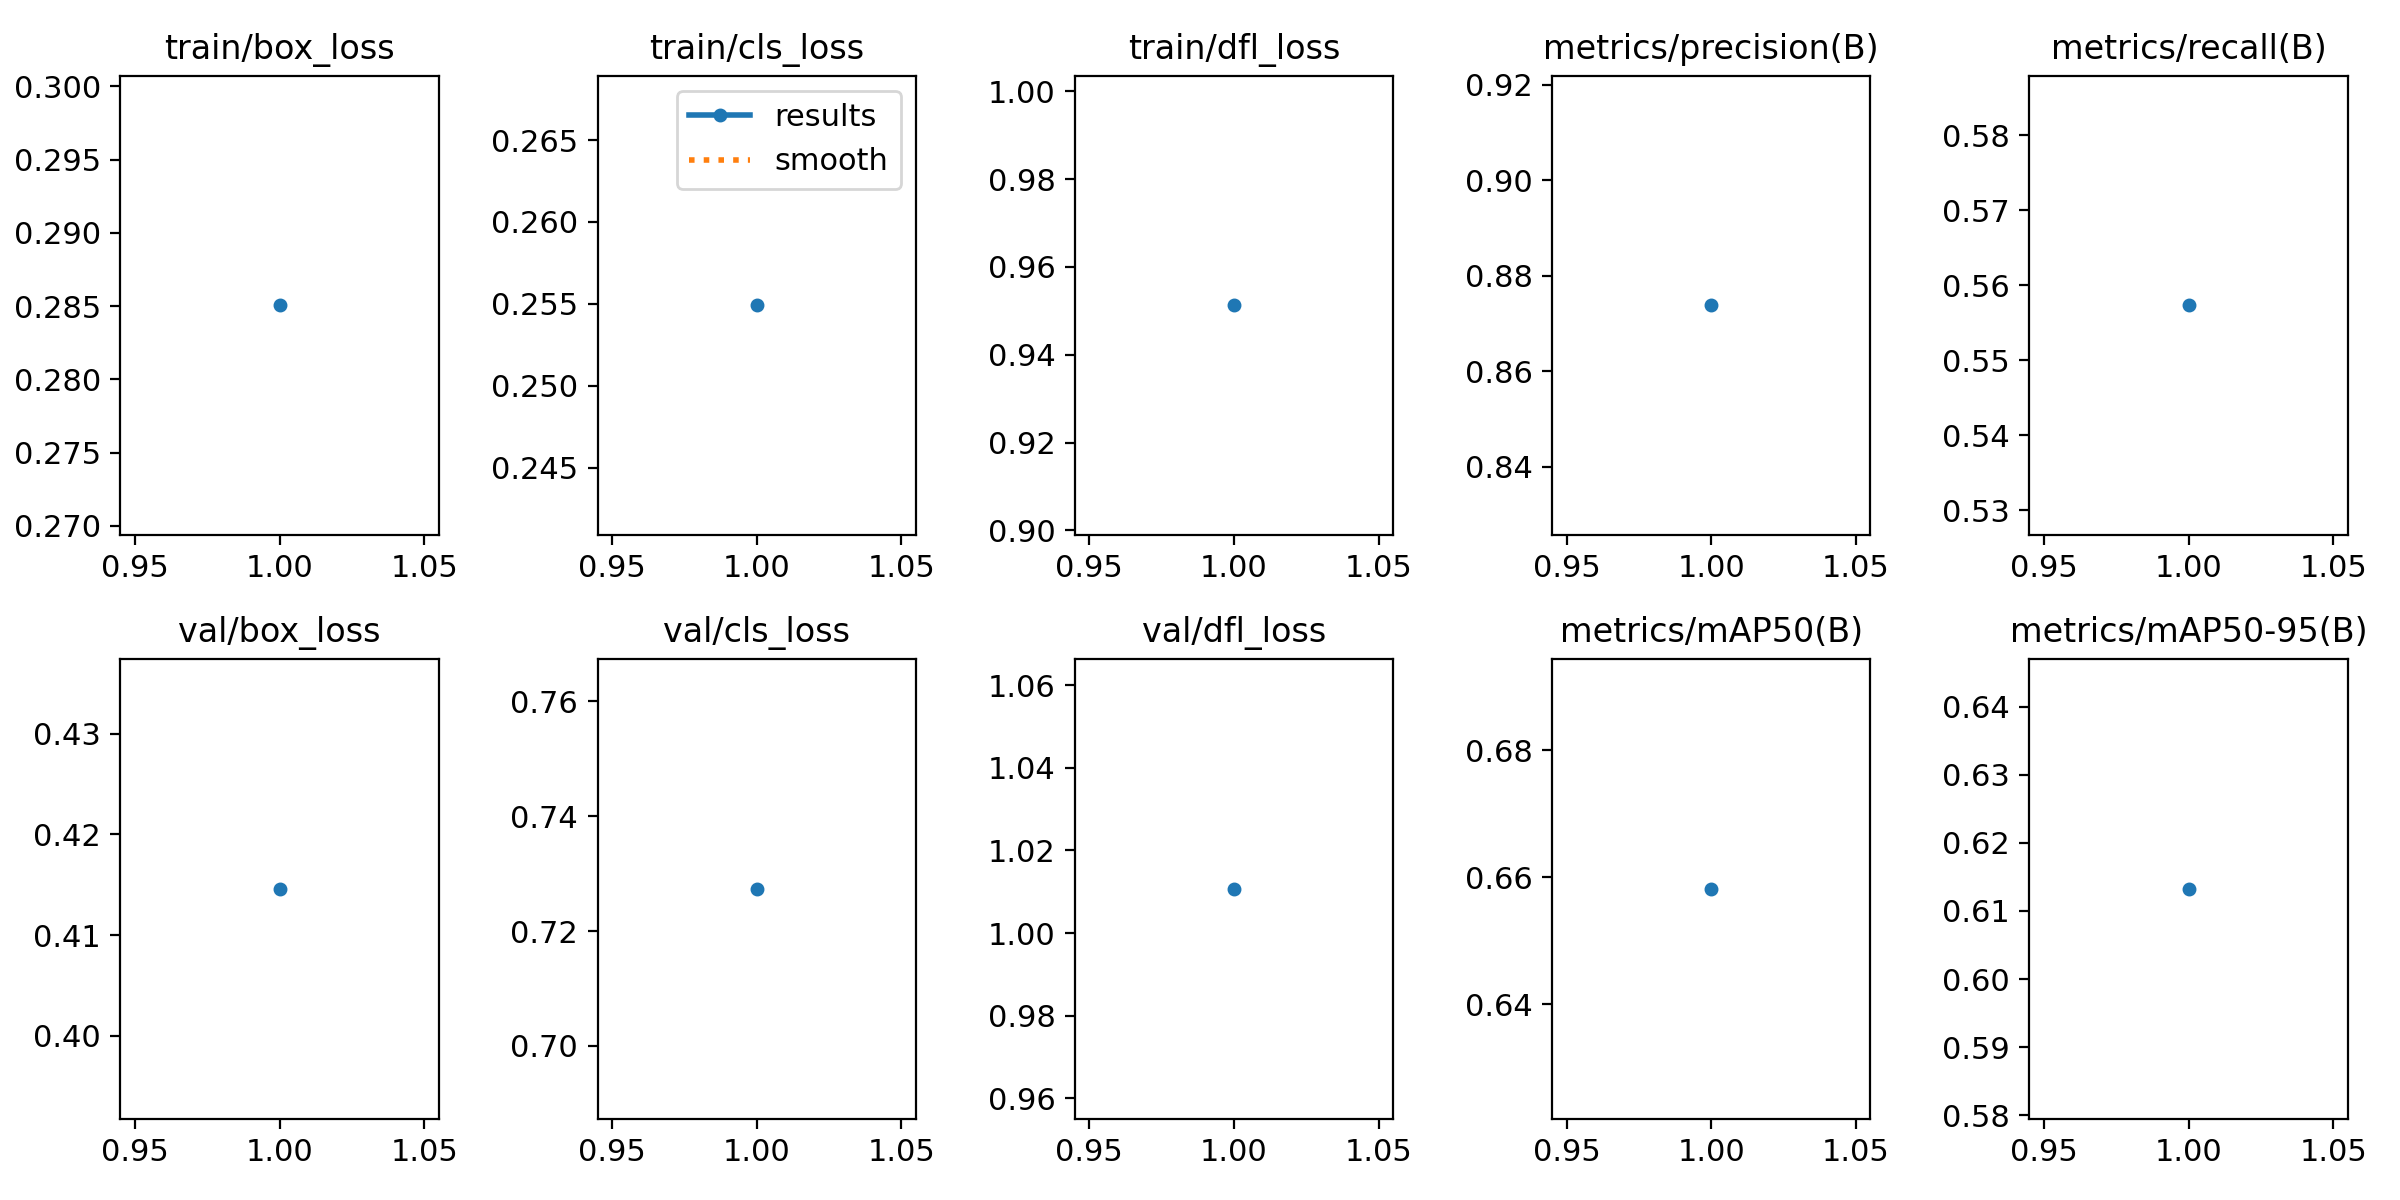 train/box_loss
0.300
0.295
0.290
0.285
0.280
0.275
0.270
0.95 1.00 1.05
train/cls_loss
results
smooth
0.265
0.260
0.255
0.250
0.245
0.95 1.00 1.05
train/dfl_loss
1.00
0.98
0.96
0.94
0.92
0.90
0.95 1.00 1.05
metrics/precision(B)
0.92
0.90
0.88
0.86
0.84
0.95 1.00 1.05
metrics/recall(B)
0.58
0.57
0.56
0.55
0.54
0.53
0.95 1.00 1.05
val/box_loss
0.43
0.42
0.41
0.40
0.95 1.00 1.05
val/cls_loss
0.76
0.74
0.72
0.70
0.95 1.00 1.05
val/dfl_loss
1.06
1.04
1.02
1.00
0.98
0.96
0.95 1.00 1.05
metrics/mAP50(B)
0.68
0.66
0.64
0.95 1.00 1.05
metrics/mAP50-95(B)
0.64
0.63
0.62
0.61
0.60
0.59
0.58
0.95 1.00 1.05